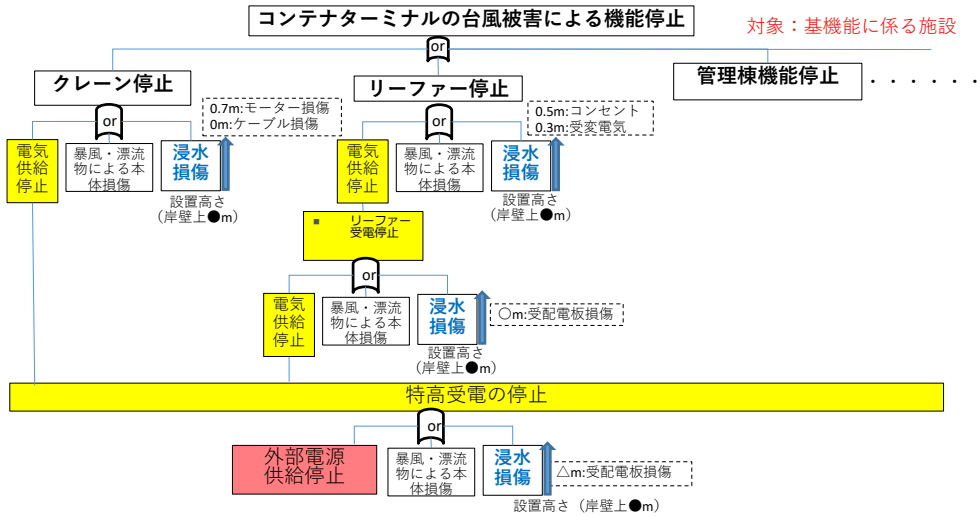 コンテナターミナルの台風被害による機能停止
対象：基機能に係る施設
or
クレーン停止
リーファー停止
管理棟機能停止
・・・・・・
or
0.7m:モーター損傷
0m:ケーブル損傷
or
0.5m:コンセント
0.3m:受変電気
電気
供給
停止
暴風・漂流
物による本
体損傷
浸水
損傷
設置高さ
（岸壁上●m）
電気
供給
停止
暴風・漂流
物による本
体損傷
浸水
損傷
設置高さ
（岸壁上●m）
▪ リーファー
受電停止
or
電気
供給
停止
暴風・漂流
物による本
体損傷
浸水
損傷
〇m:受配電板損傷
設置高さ
（岸壁上●m）
特高受電の停止
or
外部電源
供給停止
暴風・漂流
物による本
体損傷
浸水
損傷
△m:受配電板損傷
設置高さ（岸壁上●m）